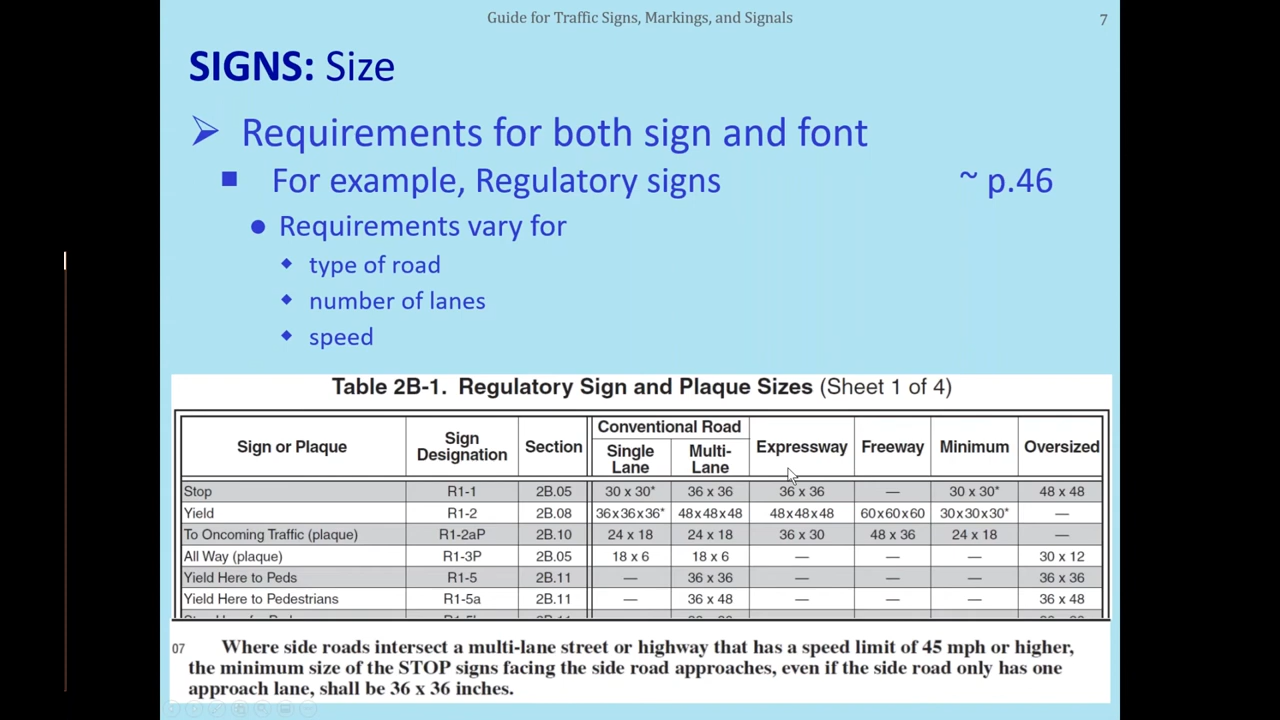 Guide for Traffic Signs, Markings, and Signals 7
SIGNS: Size
Requirements for both sign and font
For example, Regulatory signs ~ p.46
Requirements vary for
type of road
number of lanes
speed
Table 2B-1. Regulatory Sign and Plaque Sizes (Sheet 1 of 4)
Sign or Plaque Sign Designation Section Conventional Road Single Lane Multi-Lane Expressway Freeway Minimum Oversized
Stop R1-1 2B.05 30 x 30* 36 x 36 36 x 36 — 30 x 30* 48 x 48
Yield R1-2 2B.08 36x36x36* 48x48x48 48x48x48 60x60x60 30x30x30* —
To Oncoming Traffic (plaque) R1-2aP 2B.10 24 x 18 24 x 18 36 x 30 48 x 36 24 x 18 —
All Way (plaque) R1-3P 2B.05 18 x 6 18 x 6 — — — 30 x 12
Yield Here to Peds R1-5 2B.11 — 36 x 36 — — — 36 x 36
Yield Here to Pedestrians R1-5a 2B.11 — 36 x 48 — — — 36 x 48
07 Where side roads intersect a multi-lane street or highway that has a speed limit of 45 mph or higher,
the minimum size of the STOP signs facing the side road approaches, even if the side road only has one
approach lane, shall be 36 x 36 inches.